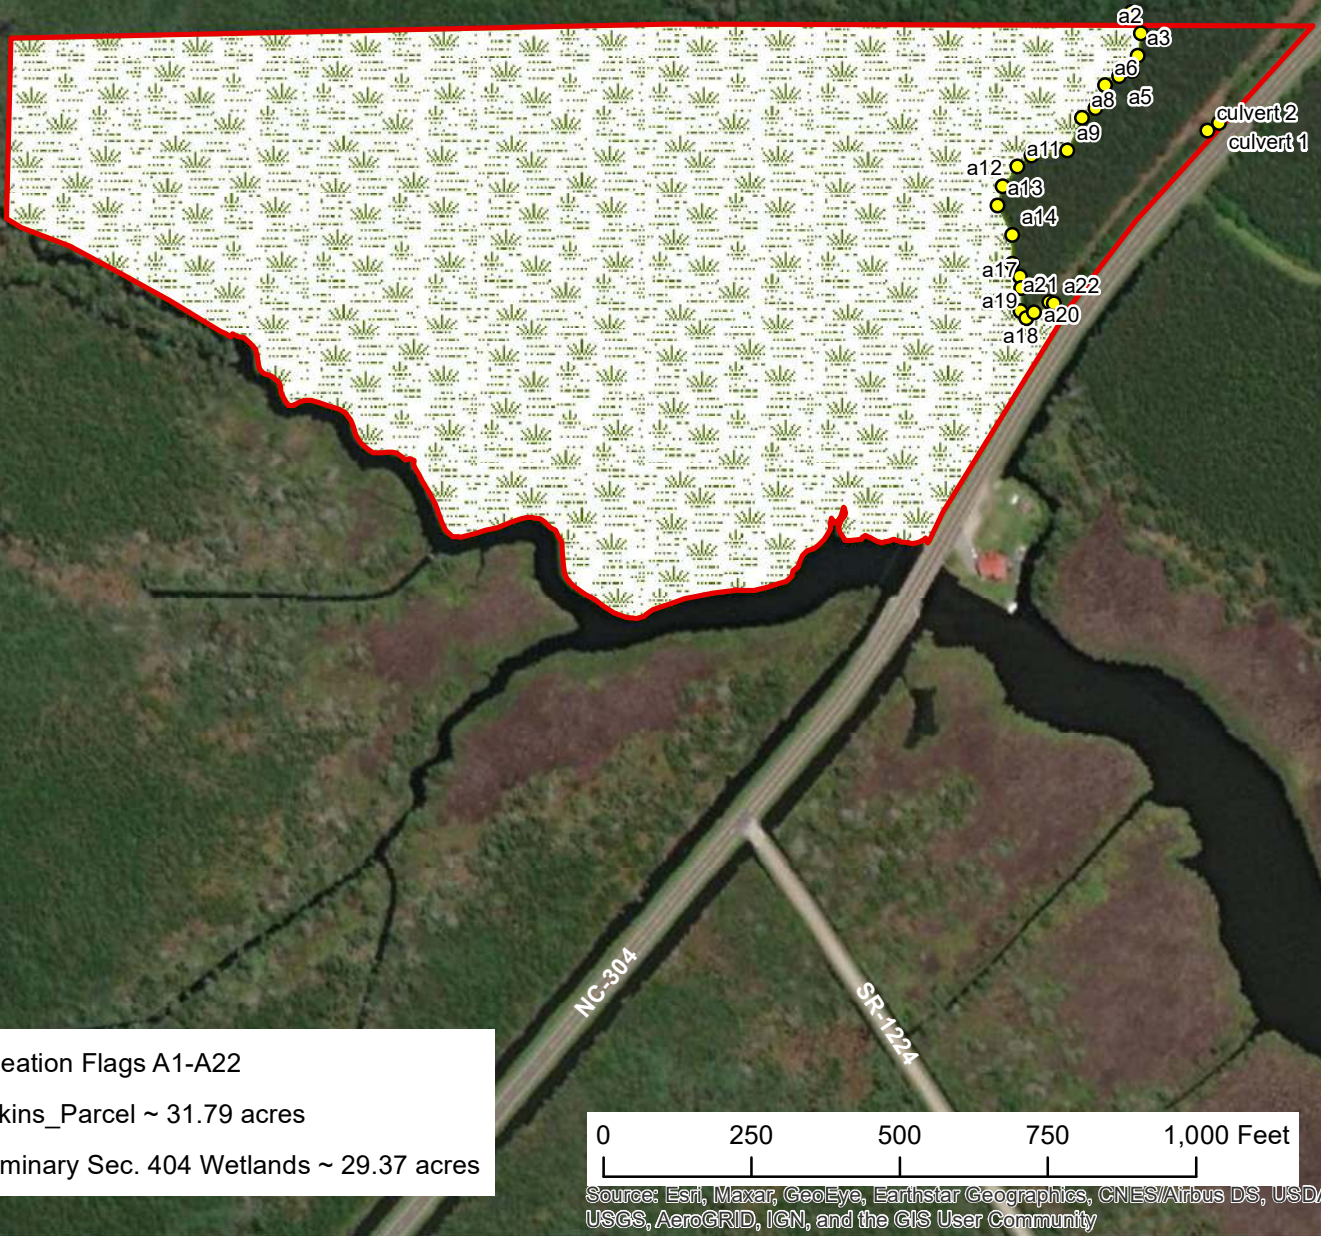 a2
a3
a6
a5
a8
culvert 2
a9
culvert 1
a11
a12
a13
a14
a17
a21
a22
a19
a20
a18
NC-304
SR-1224
eation Flags A1-A22
kins_Parcel ~ 31.79 acres
minary Sec. 404 Wetlands ~ 29.37 acres
0 250 500 750 1,000 Feet
Source: Esri, Maxar, GeoEye, Earthstar Geographics, CNES/Airbus DS, USDA
USGS, AeroGRID, IGN, and the GIS User Community